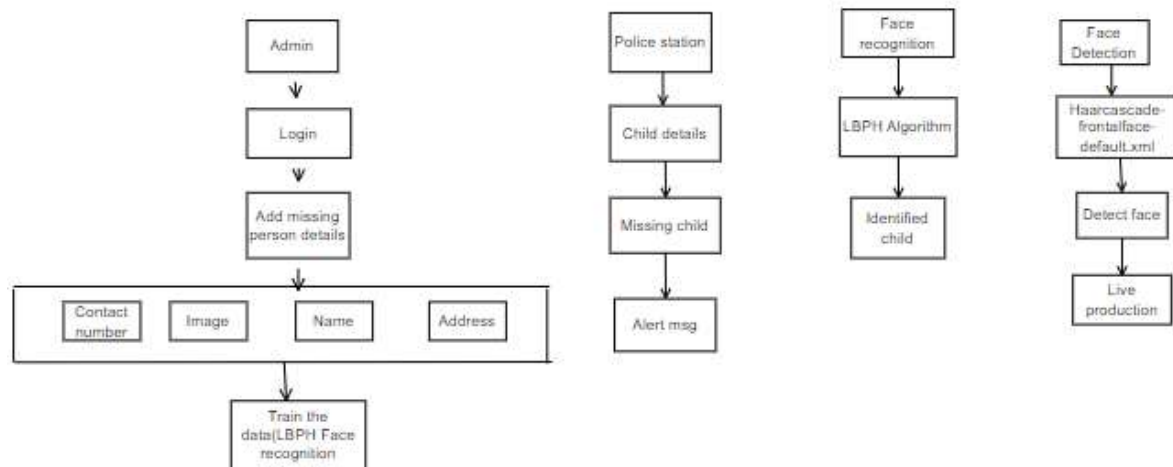 Admin
Login
Add missing
person details
Contact
number
Image
Name
Address
Train the
data(LBPH Face
recognition
Police station
Child details
Missing child
Alert msg
Face
recognition
LBPH Algorithm
Identified
child
Face
Detection
Haarcascade-
frontalface-
default.xml
Detect face
Live
production